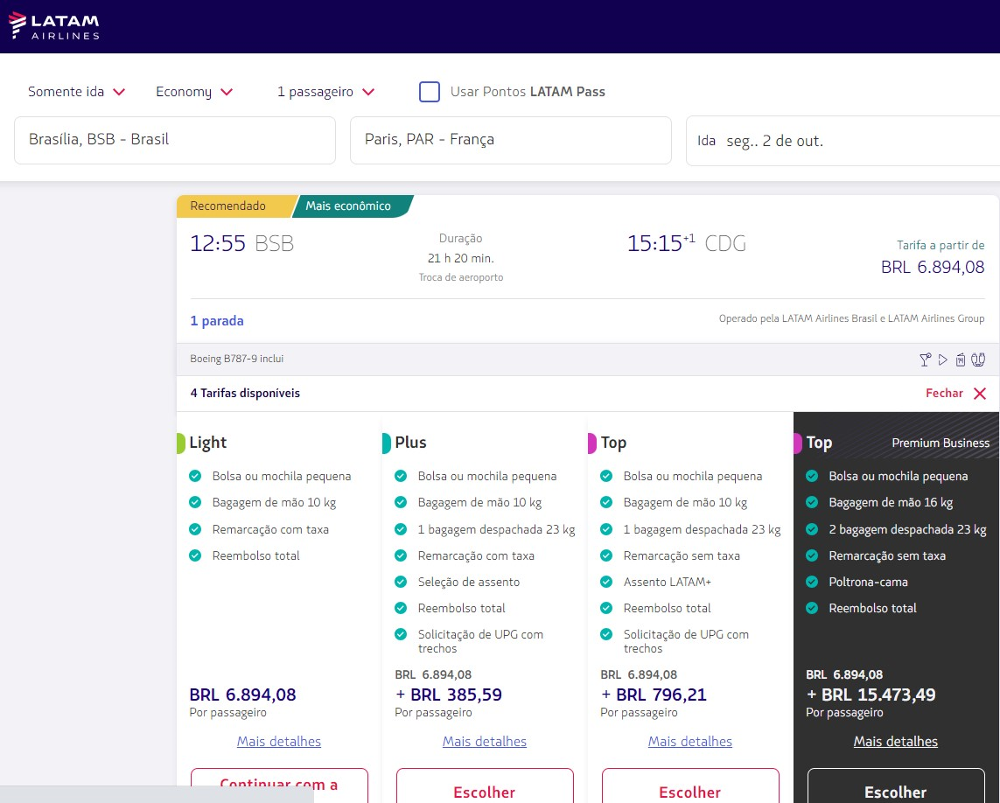 LATAM
AIRLINES
Somente ida
Economy
1 passageiro
Usar Pontos LATAM Pass
Brasília, BSB - Brasil
Paris, PAR - França
Ida seg.. 2 de out.
Recomendado
Mais econômico
12:55 BSB
Duração
21 h 20 min.
Troca de aeroporto
15:15+1 CDG
Tarifa a partir de
BRL 6.894,08
1 parada
Operado pela LATAM Airlines Brasil e LATAM Airlines Group
Boeing B787-9 inclui
4 Tarifas disponíveis
Fechar
Light
Bolsa ou mochila pequena
Bagagem de mão 10 kg
Remarcação com taxa
Reembolso total
BRL 6.894,08
Por passageiro
Mais detalhes
Continuar com a
Plus
Bolsa ou mochila pequena
Bagagem de mão 10 kg
1 bagagem despachada 23 kg
Remarcação com taxa
Seleção de assento
Reembolso total
Solicitação de UPG com
trechos
BRL 6.894,08
+ BRL 385,59
Por passageiro
Mais detalhes
Escolher
Top
Bolsa ou mochila pequena
Bagagem de mão 10 kg
1 bagagem despachada 23 kg
Remarcação sem taxa
Assento LATAM+
Reembolso total
Solicitação de UPG com
trechos
BRL 6.894,08
+ BRL 796,21
Por passageiro
Mais detalhes
Escolher
Top
Premium Business
Bolsa ou mochila pequena
Bagagem de mão 16 kg
2 bagagem despachada 23 kg
Remarcação sem taxa
Poltrona-cama
Reembolso total
BRL 6.894,08
+ BRL 15.473,49
Por passageiro
Mais detalhes
Escolher